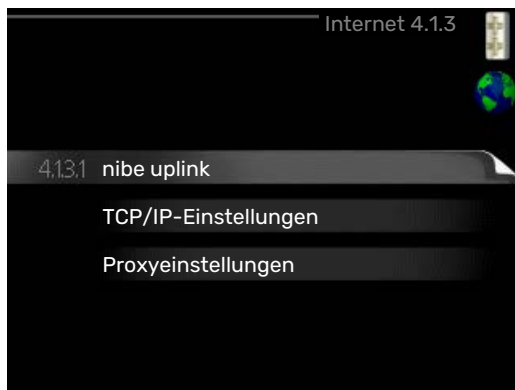 Internet 4.1.3
4.1.3.1 nibe uplink
TCP/IP-Einstellungen
Proxyeinstellungen